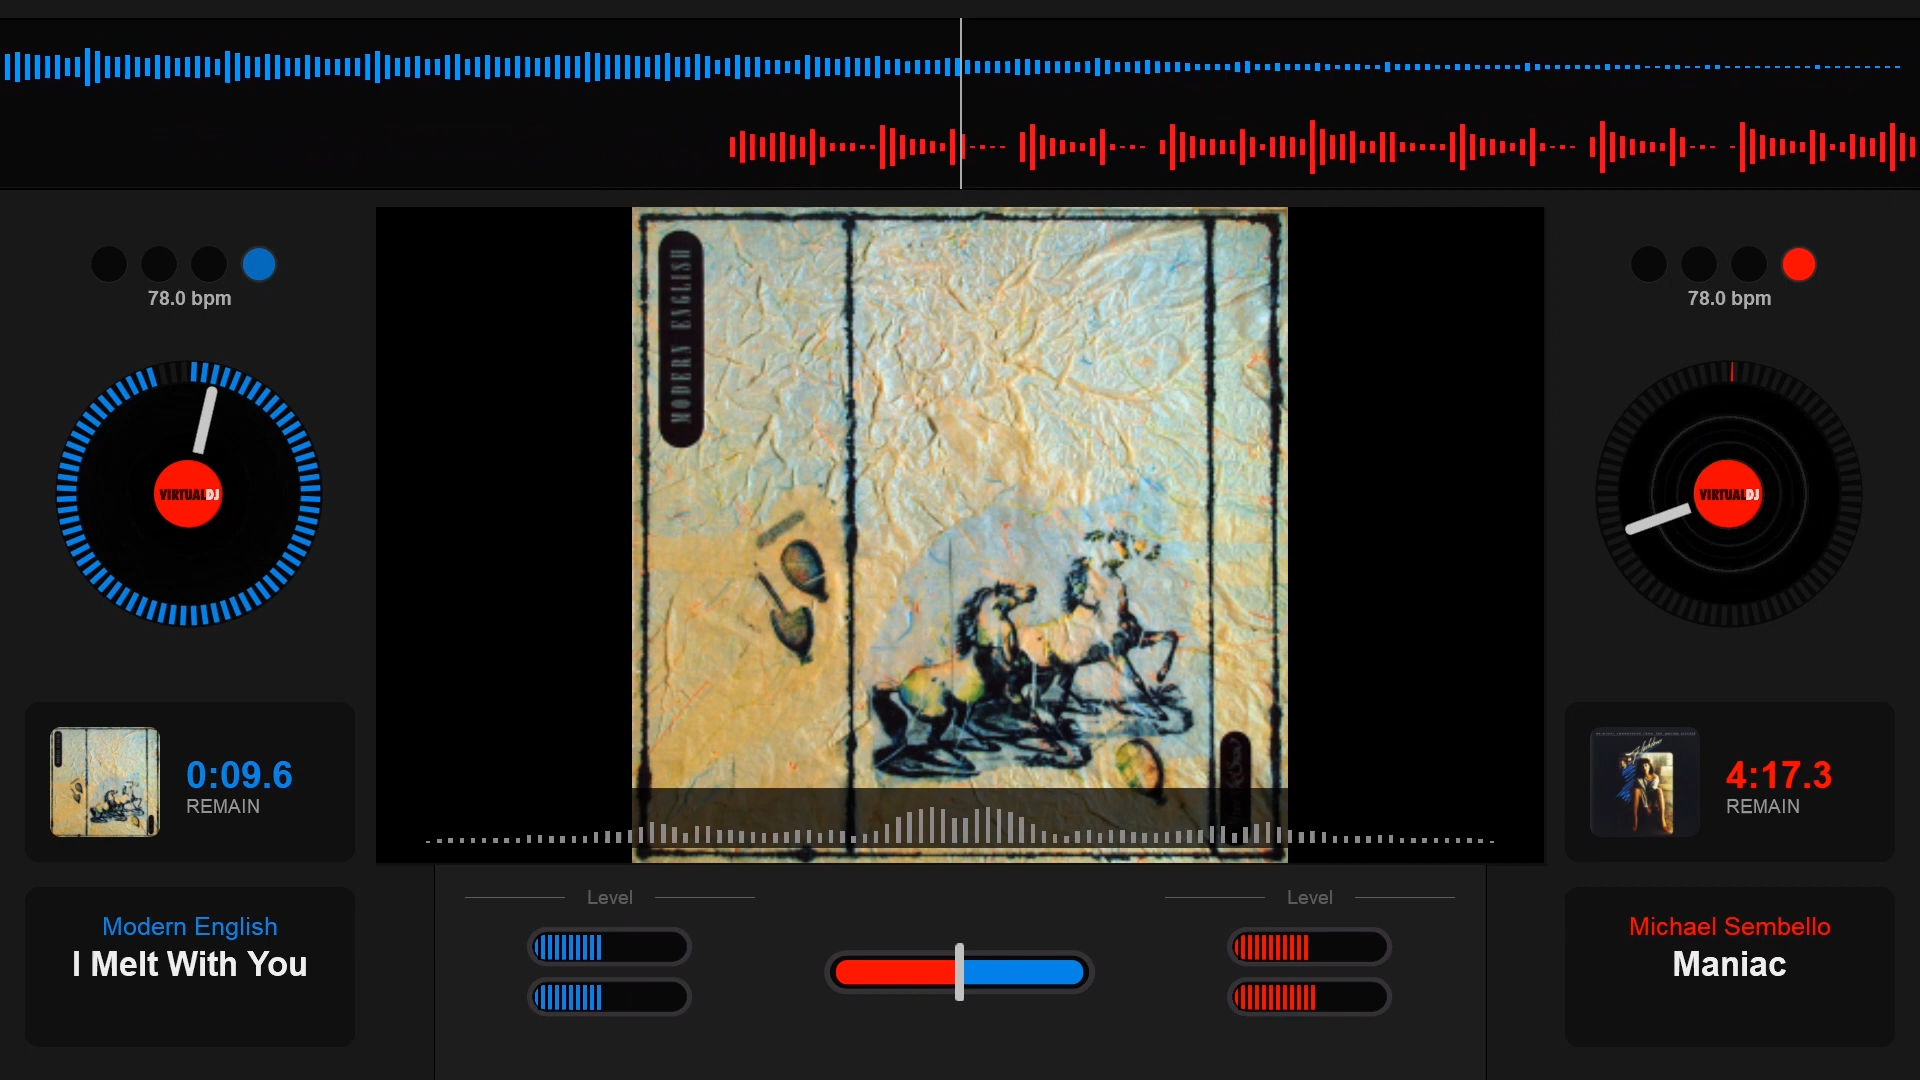 78.0 bpm
78.0 bpm
MODERN ENGLISH
VIRTUALDJ
VIRTUALDJ
0:09.6
REMAIN
4:17.3
REMAIN
Level
Level
Modern English
I Melt With You
Michael Sembello
Maniac